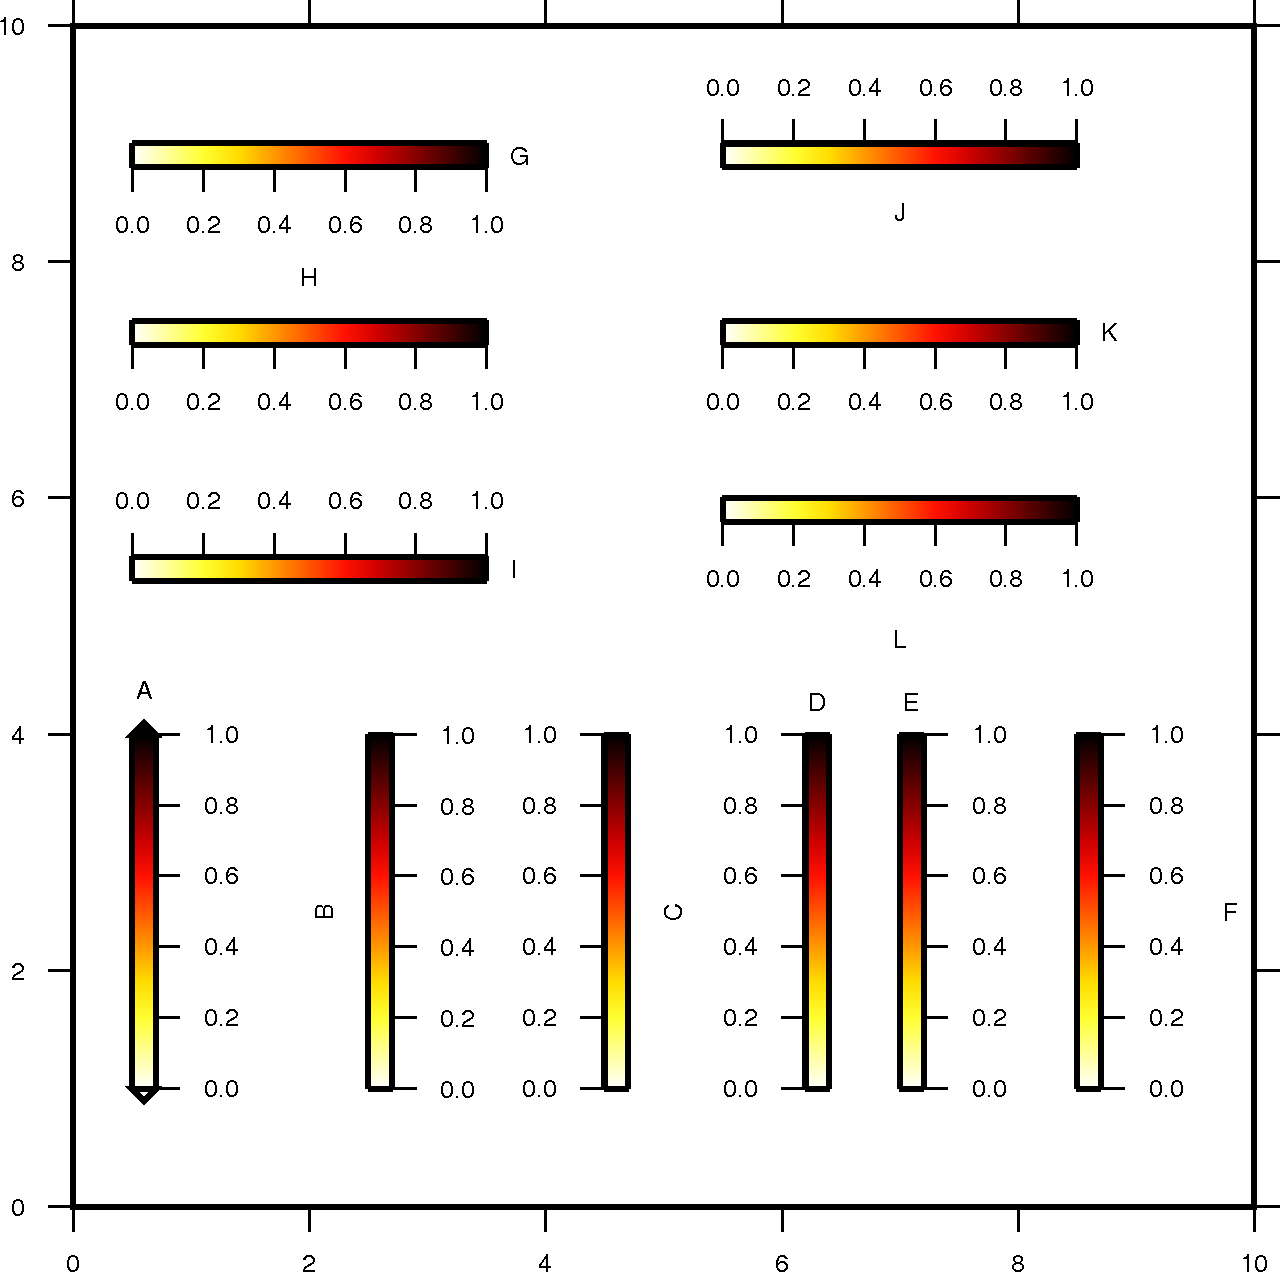 10
0.0 0.2 0.4 0.6 0.8 1.0
G
J
0.0 0.2 0.4 0.6 0.8 1.0
8
H
K
0.0 0.2 0.4 0.6 0.8 1.0
0.0 0.2 0.4 0.6 0.8 1.0
6
0.0 0.2 0.4 0.6 0.8 1.0
I
0.0 0.2 0.4 0.6 0.8 1.0
L
A
D E
4
1.0 1.0 1.0 1.0 1.0 1.0
0.8 0.8 0.8 0.8 0.8 0.8
0.6 0.6 0.6 0.6 0.6 0.6
B C F
0.4 0.4 0.4 0.4 0.4 0.4
2
0.2 0.2 0.2 0.2 0.2 0.2
0.0 0.0 0.0 0.0 0.0 0.0
0
0 2 4 6 8 10